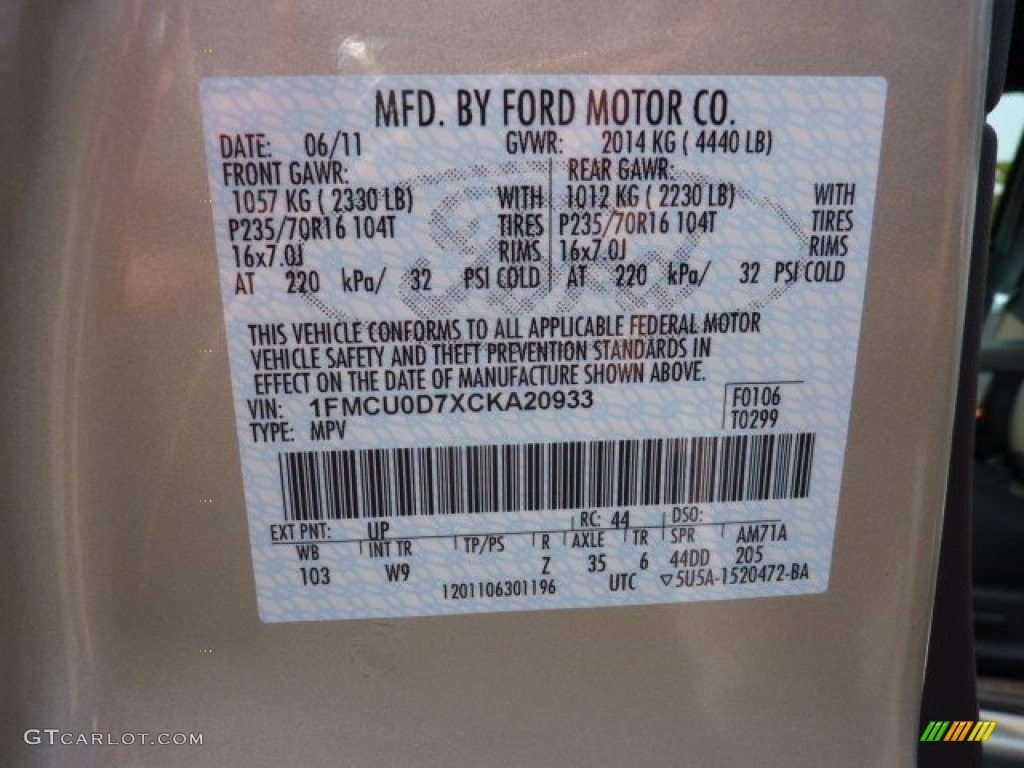 MFD. BY FORD MOTOR CO.
DATE: 06/11 GVWR: 2014 KG ( 4440 LB)
FRONT GAWR: REAR GAWR:
1057 KG ( 2330 LB) WITH 1012 KG ( 2230 LB) WITH
P235/70R16 104T TIRES P235/70R16 104T TIRES
16x7.0J RIMS 16x7.0J RIMS
AT 220 kPa/ 32 PSI COLD AT 220 kPa/ 32 PSI COLD
Ford
THIS VEHICLE CONFORMS TO ALL APPLICABLE FEDERAL MOTOR
VEHICLE SAFETY AND THEFT PREVENTION STANDARDS IN
EFFECT ON THE DATE OF MANUFACTURE SHOWN ABOVE.
VIN: 1FMCU0D7XCKA20933 F0106
TYPE: MPV T0299
EXT PNT: UP RC: 44 DSO:
WB INT TR TP/PS R AXLE TR SPR AM71A
103 W9 Z 35 6 44DD 205
1201106301196 UTC ▽5U5A-1520472-BA
GTCARLOT.COM